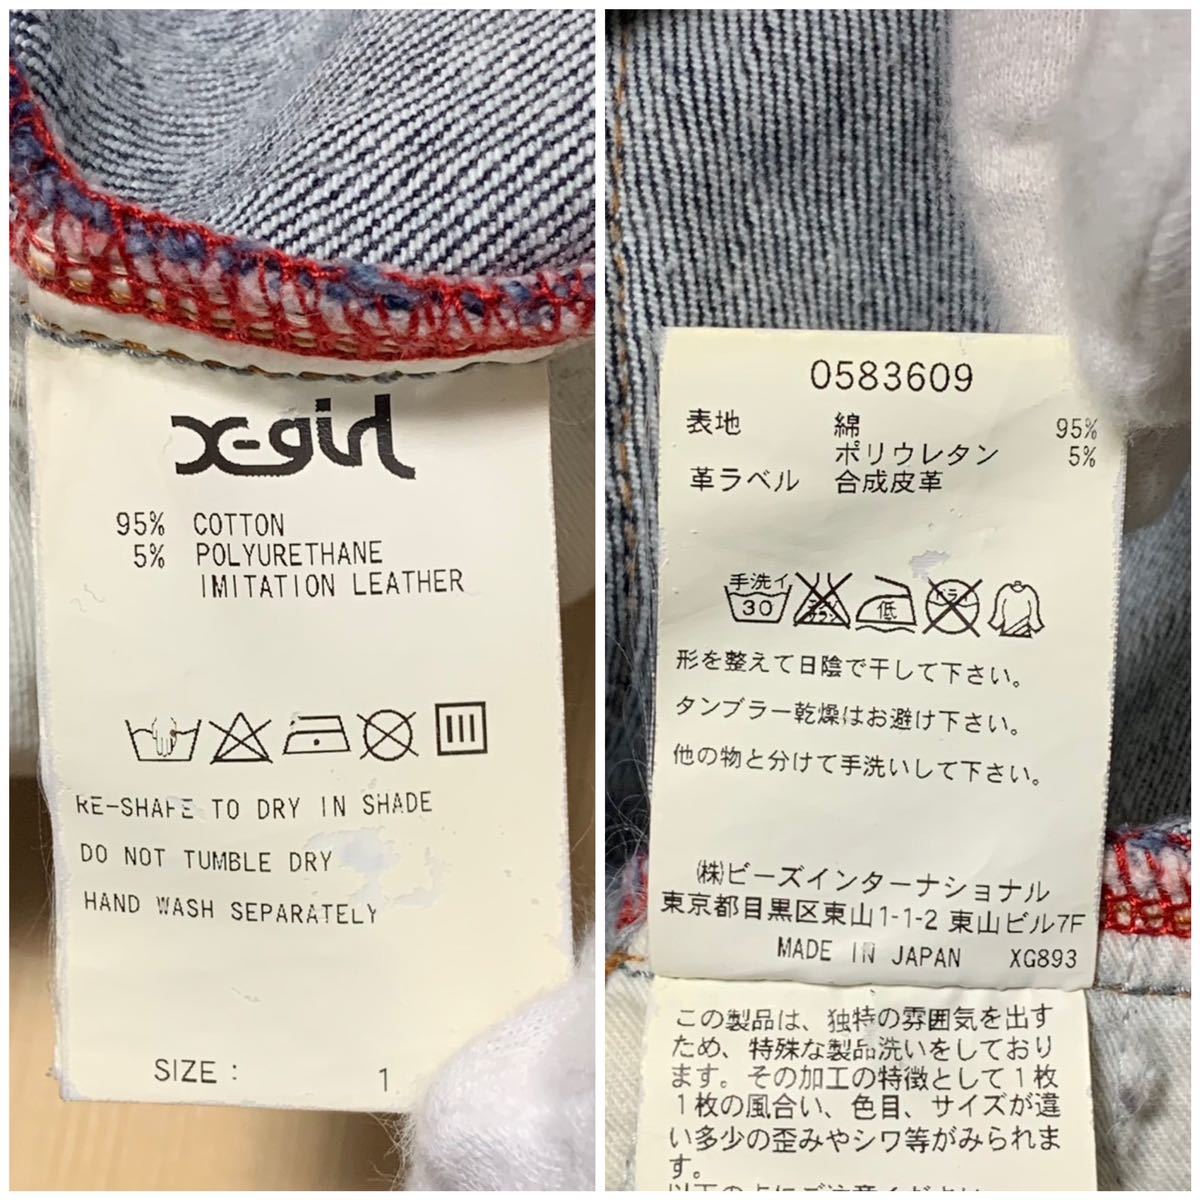 X-girl
95% COTTON
5% POLYURETHANE
IMITATION LEATHER
RE-SHAPE TO DRY IN SHADE
DO NOT TUMBLE DRY
HAND WASH SEPARATELY
SIZE : 1
0583609
表地 綿 95%
ポリウレタン 5%
革ラベル 合成皮革
手洗イ
30
低
形を整えて日陰で干して下さい。
タンブラー乾燥はお避け下さい。
他の物と分けて手洗いして下さい。
(株)ビーズインターナショナル
東京都目黒区東山1-1-2 東山ビル7F
MADE IN JAPAN XG893
この製品は、独特の雰囲気を出す
ため、特殊な製品洗いをしており
ます。その加工の特徴として1枚
1枚の風合い、色目、サイズが違
い多少の歪みやシワ等がみられま
す。